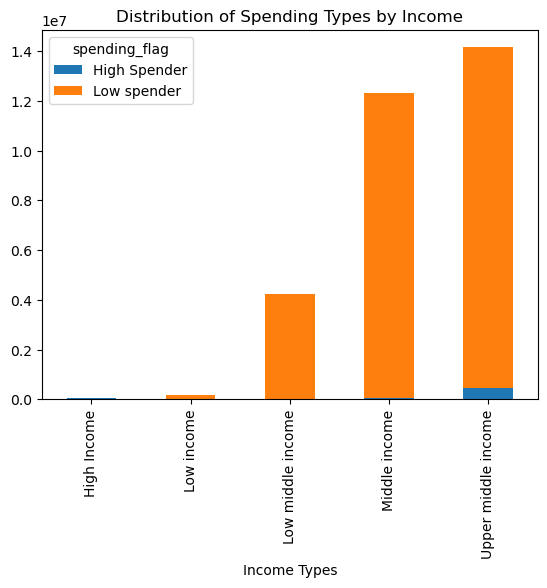 Distribution of Spending Types by Income
1e7
spending_flag
High Spender
Low spender
1.4
1.2
1.0
0.8
0.6
0.4
0.2
0.0
High Income
Low income
Low middle income
Middle income
Upper middle income
Income Types